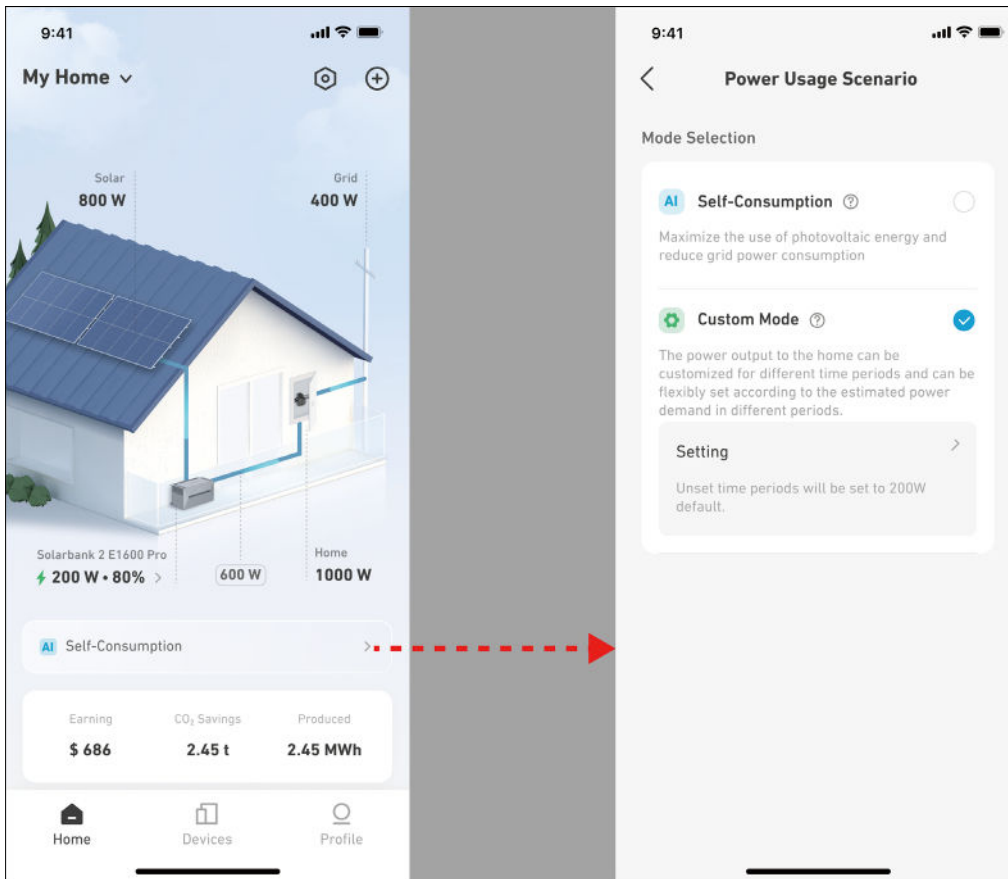 9:41
My Home
Solar
800 W
Grid
400 W
Solarbank 2 E1600 Pro
200 W • 80%
600 W
Home
1000 W
AI Self-Consumption
Earning
$ 686
CO₂ Savings
2.45 t
Produced
2.45 MWh
Home
Devices
Profile
9:41
Power Usage Scenario
Mode Selection
AI Self-Consumption ?
Maximize the use of photovoltaic energy and
reduce grid power consumption
Custom Mode ?
The power output to the home can be
customized for different time periods and can be
flexibly set according to the estimated power
demand in different periods.
Setting
Unset time periods will be set to 200W
default.